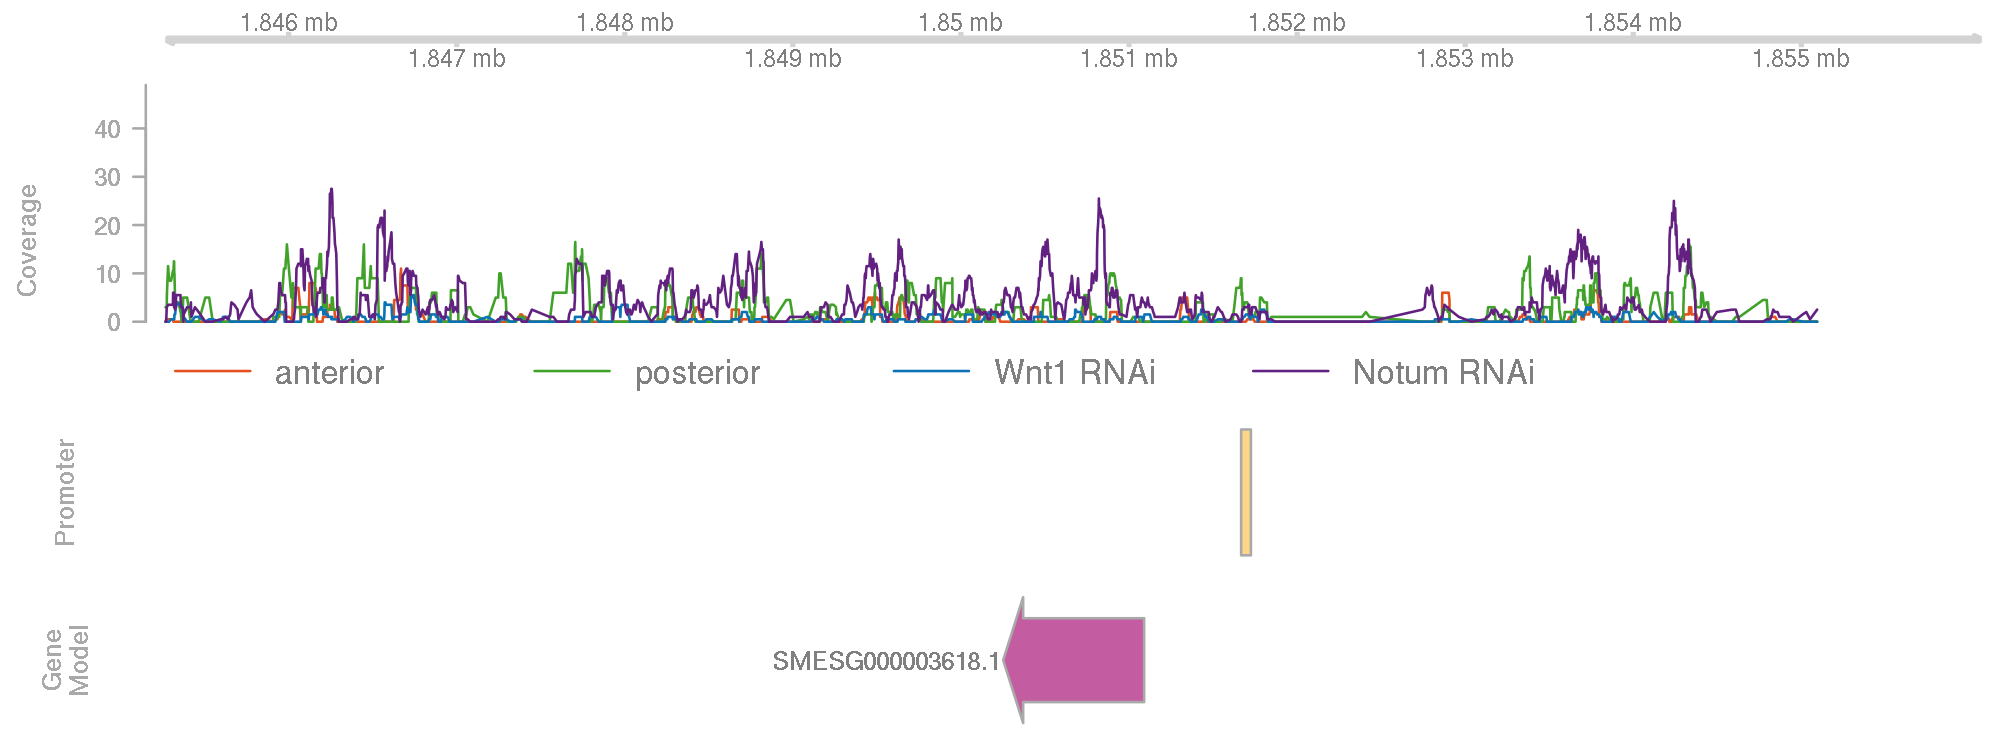 1.846 mb 1.848 mb 1.85 mb 1.852 mb 1.854 mb
1.847 mb 1.849 mb 1.851 mb 1.853 mb 1.855 mb
Coverage
40
30
20
10
0
anterior posterior Wnt1 RNAi Notum RNAi
Promoter
Gene
Model
SMESG000003618.1